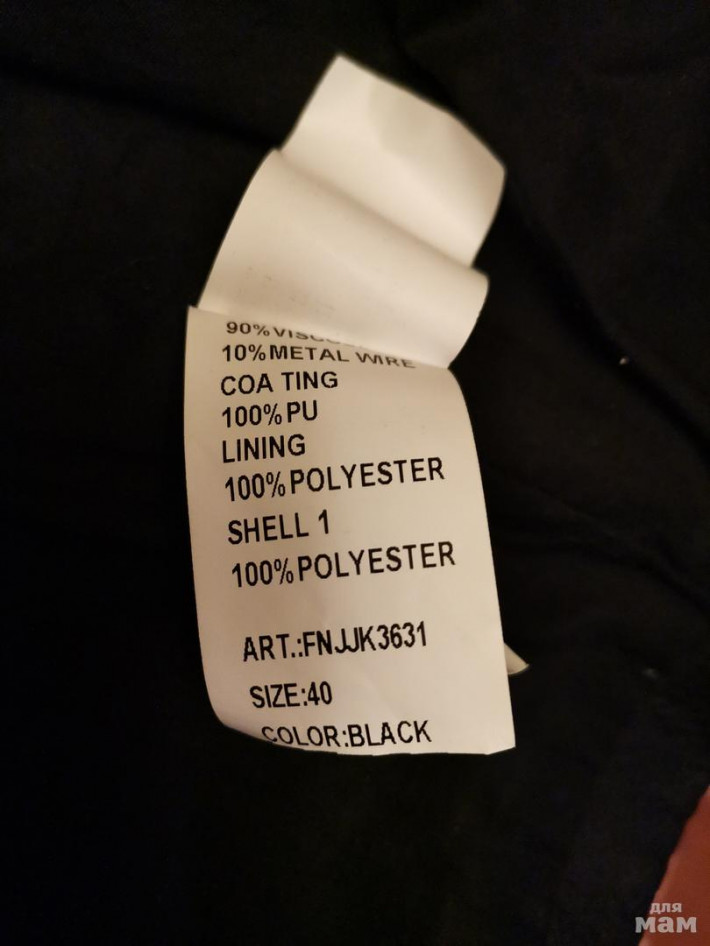 90%
10%METAL WIRE
COA TING
100%PU
LINING
100%POLYESTER
SHELL 1
100%POLYESTER
ART.:FNJJK3631
SIZE:40
COLOR:BLACK
для
мам